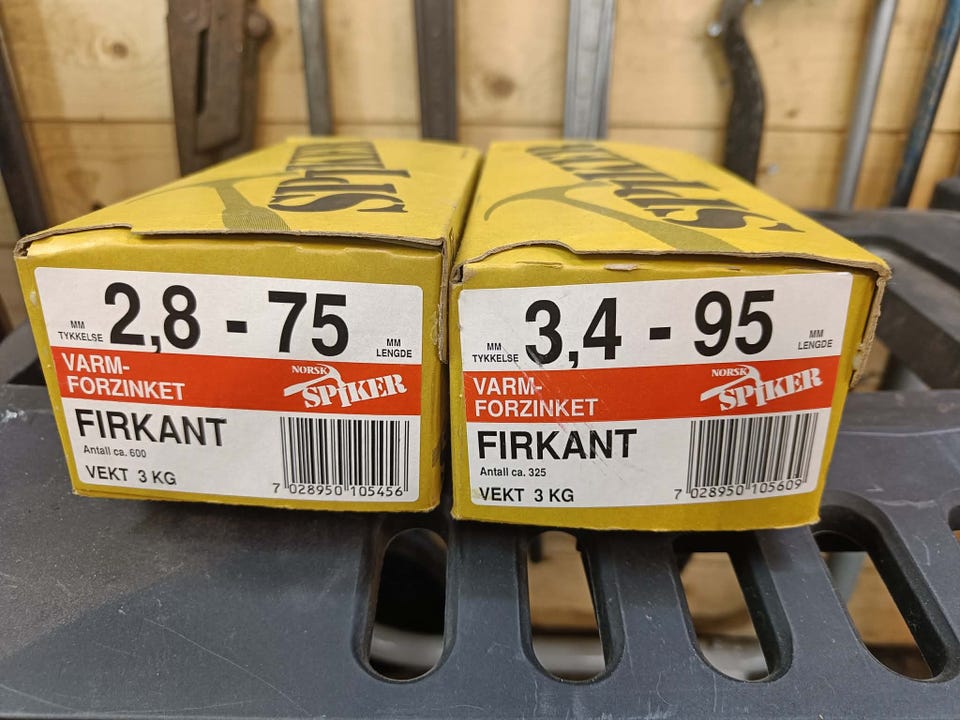 SPIKER
2,8 - 75
MM
TYKKELSE
MM
LENGDE
VARM-
FORZINKET
NORSK
SPIKER
FIRKANT
Antall ca. 600
VEKT 3 KG
7 028950 105456
SPIKER
3,4 - 95
MM
TYKKELSE
MM
LENGDE
VARM-
FORZINKET
NORSK
SPIKER
FIRKANT
Antall ca. 325
VEKT 3 KG
7 028950 105609